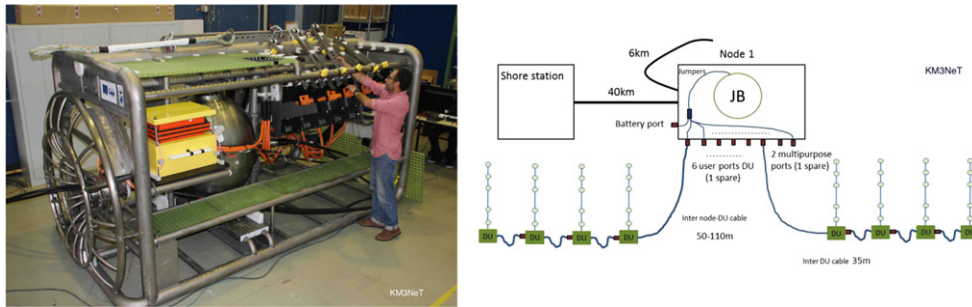 KM3NeT
6km
Node 1
Shore station
Jumpers
KM3NeT
JB
40km
Battery port
2 multipurpose
ports (1 spare)
6 user ports DU
(1 spare)
Inter node-DU cable
50-110m
DU
DU
DU
DU
DU
DU
DU
DU
Inter DU cable 35m